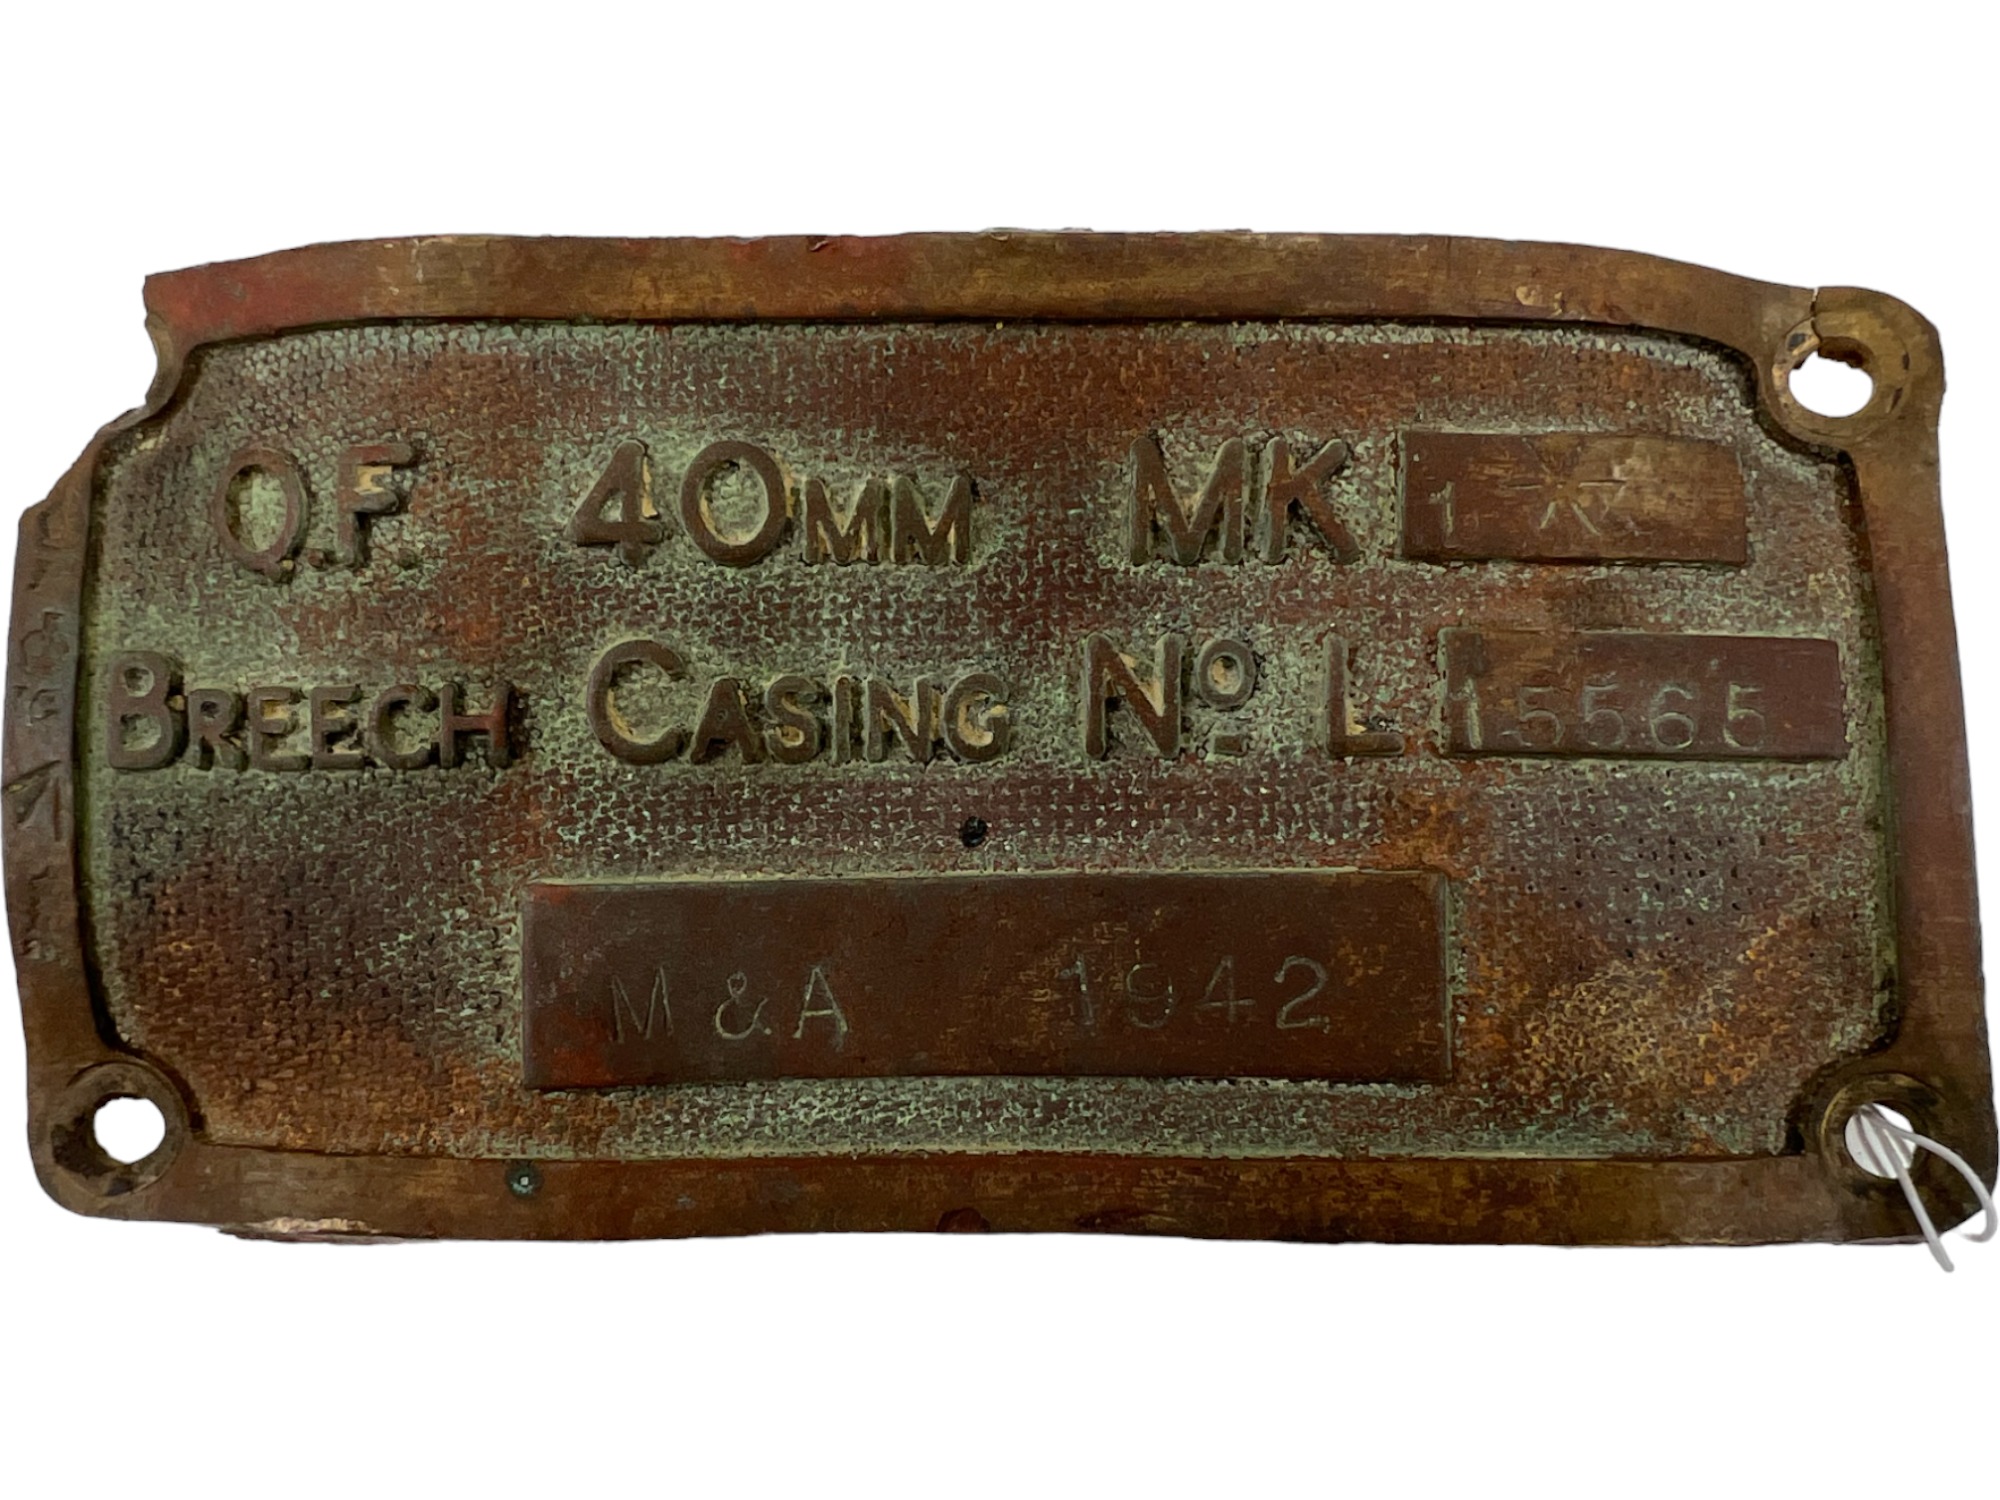 Q.F. 40MM MK 1
BREECH CASING Nº L 15565
M & A 1942